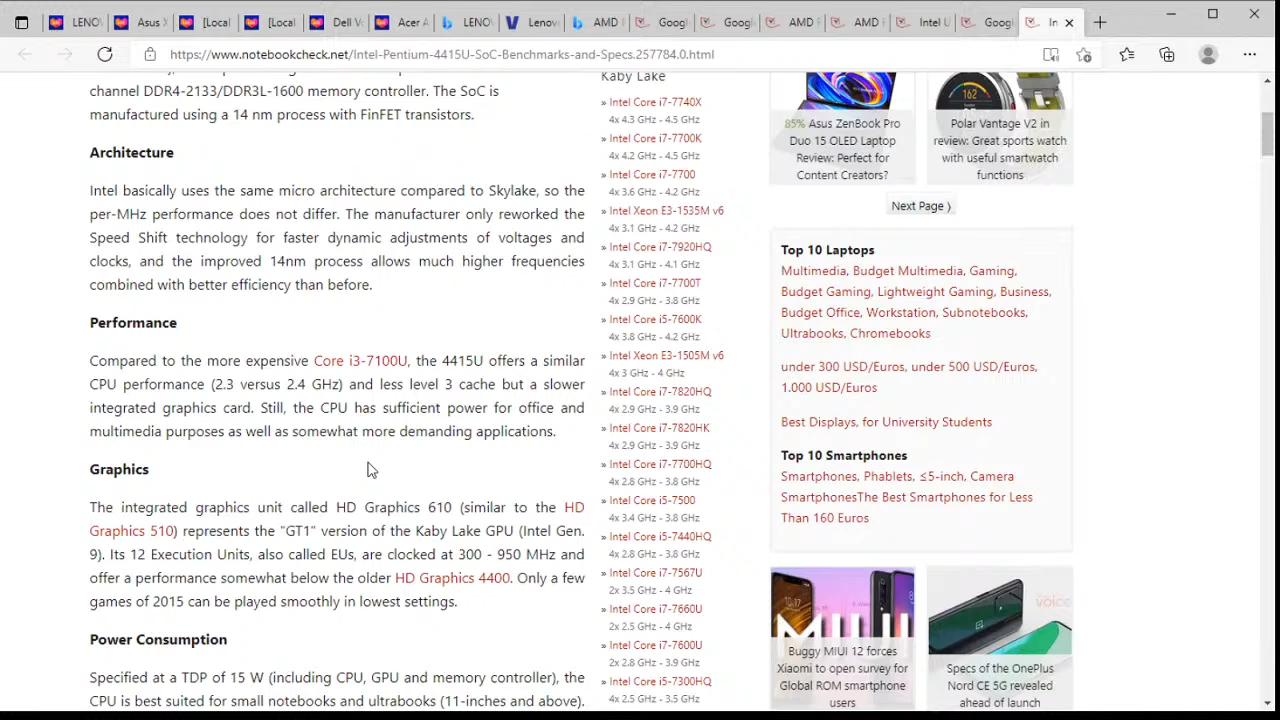 LENOV
Asus X
[Local
[Local
Dell Vo
Acer A
LENOV
Lenov
AMD
Googl
Googl
AMD
AMD
Intel U
Googl
In
https://www.notebookcheck.net/Intel-Pentium-4415U-SoC-Benchmarks-and-Specs.257784.0.html
channel DDR4-2133/DDR3L-1600 memory controller. The SoC is
manufactured using a 14 nm process with FinFET transistors.
Architecture
Intel basically uses the same micro architecture compared to Skylake, so the
per-MHz performance does not differ. The manufacturer only reworked the
Speed Shift technology for faster dynamic adjustments of voltages and
clocks, and the improved 14nm process allows much higher frequencies
combined with better efficiency than before.
Performance
Compared to the more expensive Core i3-7100U, the 4415U offers a similar
CPU performance (2.3 versus 2.4 GHz) and less level 3 cache but a slower
integrated graphics card. Still, the CPU has sufficient power for office and
multimedia purposes as well as somewhat more demanding applications.
Graphics
The integrated graphics unit called HD Graphics 610 (similar to the HD
Graphics 510) represents the "GT1" version of the Kaby Lake GPU (Intel Gen.
9). Its 12 Execution Units, also called EUs, are clocked at 300 - 950 MHz and
offer a performance somewhat below the older HD Graphics 4400. Only a few
games of 2015 can be played smoothly in lowest settings.
Power Consumption
Specified at a TDP of 15 W (including CPU, GPU and memory controller), the
CPU is best suited for small notebooks and ultrabooks (11-inches and above).
Kaby Lake
» Intel Core i7-7740X
4x 4.3 GHz - 4.5 GHz
» Intel Core i7-7700K
4x 4.2 GHz - 4.5 GHz
» Intel Core i7-7700
4x 3.6 GHz - 4.2 GHz
» Intel Xeon E3-1535M v6
4x 3.1 GHz - 4.2 GHz
» Intel Core i7-7920HQ
4x 3.1 GHz - 4.1 GHz
» Intel Core i7-7700T
4x 2.9 GHz - 3.8 GHz
» Intel Core i5-7600K
4x 3.8 GHz - 4.2 GHz
» Intel Xeon E3-1505M v6
4x 3 GHz - 4 GHz
» Intel Core i7-7820HQ
4x 2.9 GHz - 3.9 GHz
» Intel Core i7-7820HK
4x 2.9 GHz - 3.9 GHz
» Intel Core i7-7700HQ
4x 2.8 GHz - 3.8 GHz
» Intel Core i5-7500
4x 3.4 GHz - 3.8 GHz
» Intel Core i5-7440HQ
4x 2.8 GHz - 3.8 GHz
» Intel Core i7-7567U
2x 3.5 GHz - 4 GHz
» Intel Core i7-7660U
2x 2.5 GHz - 4 GHz
» Intel Core i7-7600U
2x 2.8 GHz - 3.9 GHz
» Intel Core i5-7300HQ
4x 2.5 GHz - 3.5 GHz
85% Asus ZenBook Pro
Duo 15 OLED Laptop
Review: Perfect for
Content Creators?
162
Polar Vantage V2 in
review: Great sports watch
with useful smartwatch
functions
Next Page ⟩
Top 10 Laptops
Multimedia, Budget Multimedia, Gaming,
Budget Gaming, Lightweight Gaming, Business,
Budget Office, Workstation, Subnotebooks,
Ultrabooks, Chromebooks
under 300 USD/Euros, under 500 USD/Euros,
1.000 USD/Euros
Best Displays, for University Students
Top 10 Smartphones
Smartphones, Phablets, ≤5-inch, Camera
SmartphonesThe Best Smartphones for Less
Than 160 Euros
MIUI
Buggy MIUI 12 forces
Xiaomi to open survey for
Global ROM smartphone
users
voice
Specs of the OnePlus
Nord CE 5G revealed
ahead of launch